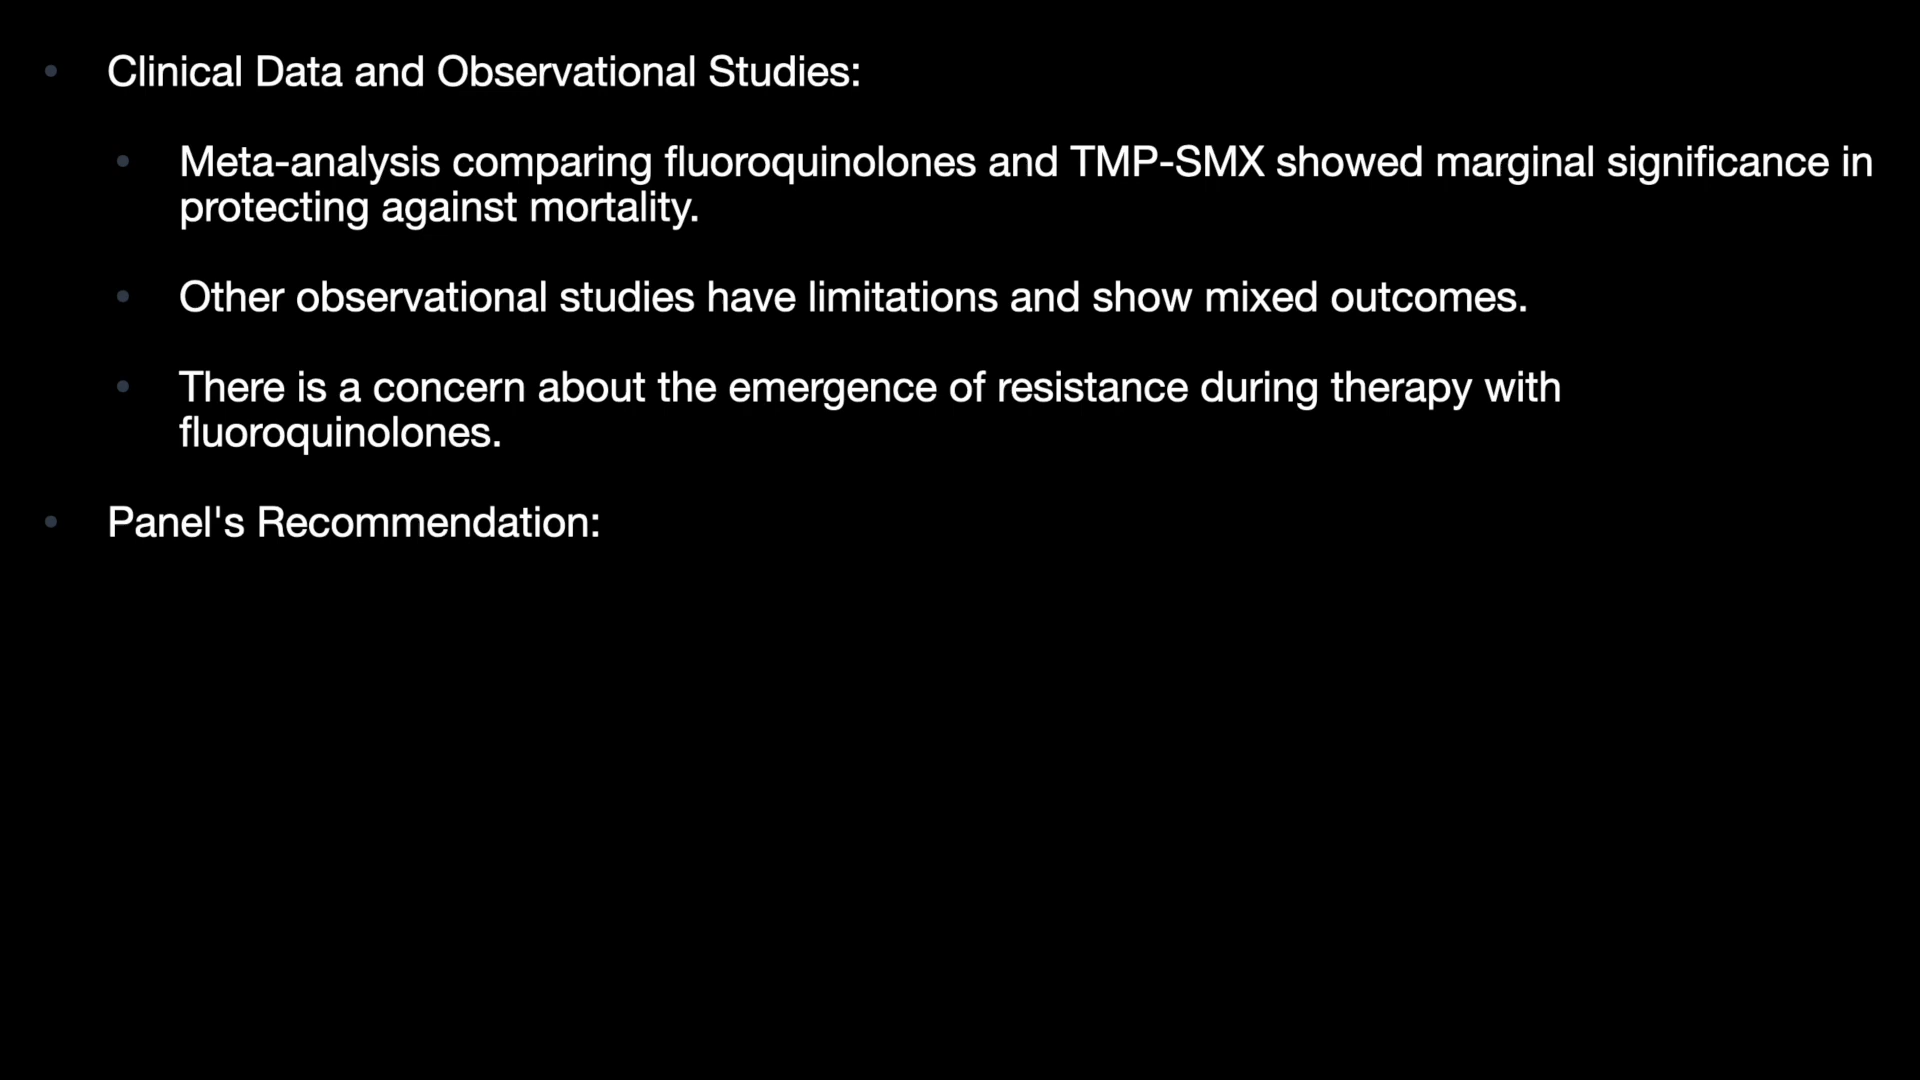 Clinical Data and Observational Studies:
Meta-analysis comparing fluoroquinolones and TMP-SMX showed marginal significance in
protecting against mortality.
Other observational studies have limitations and show mixed outcomes.
There is a concern about the emergence of resistance during therapy with
fluoroquinolones.
Panel's Recommendation: